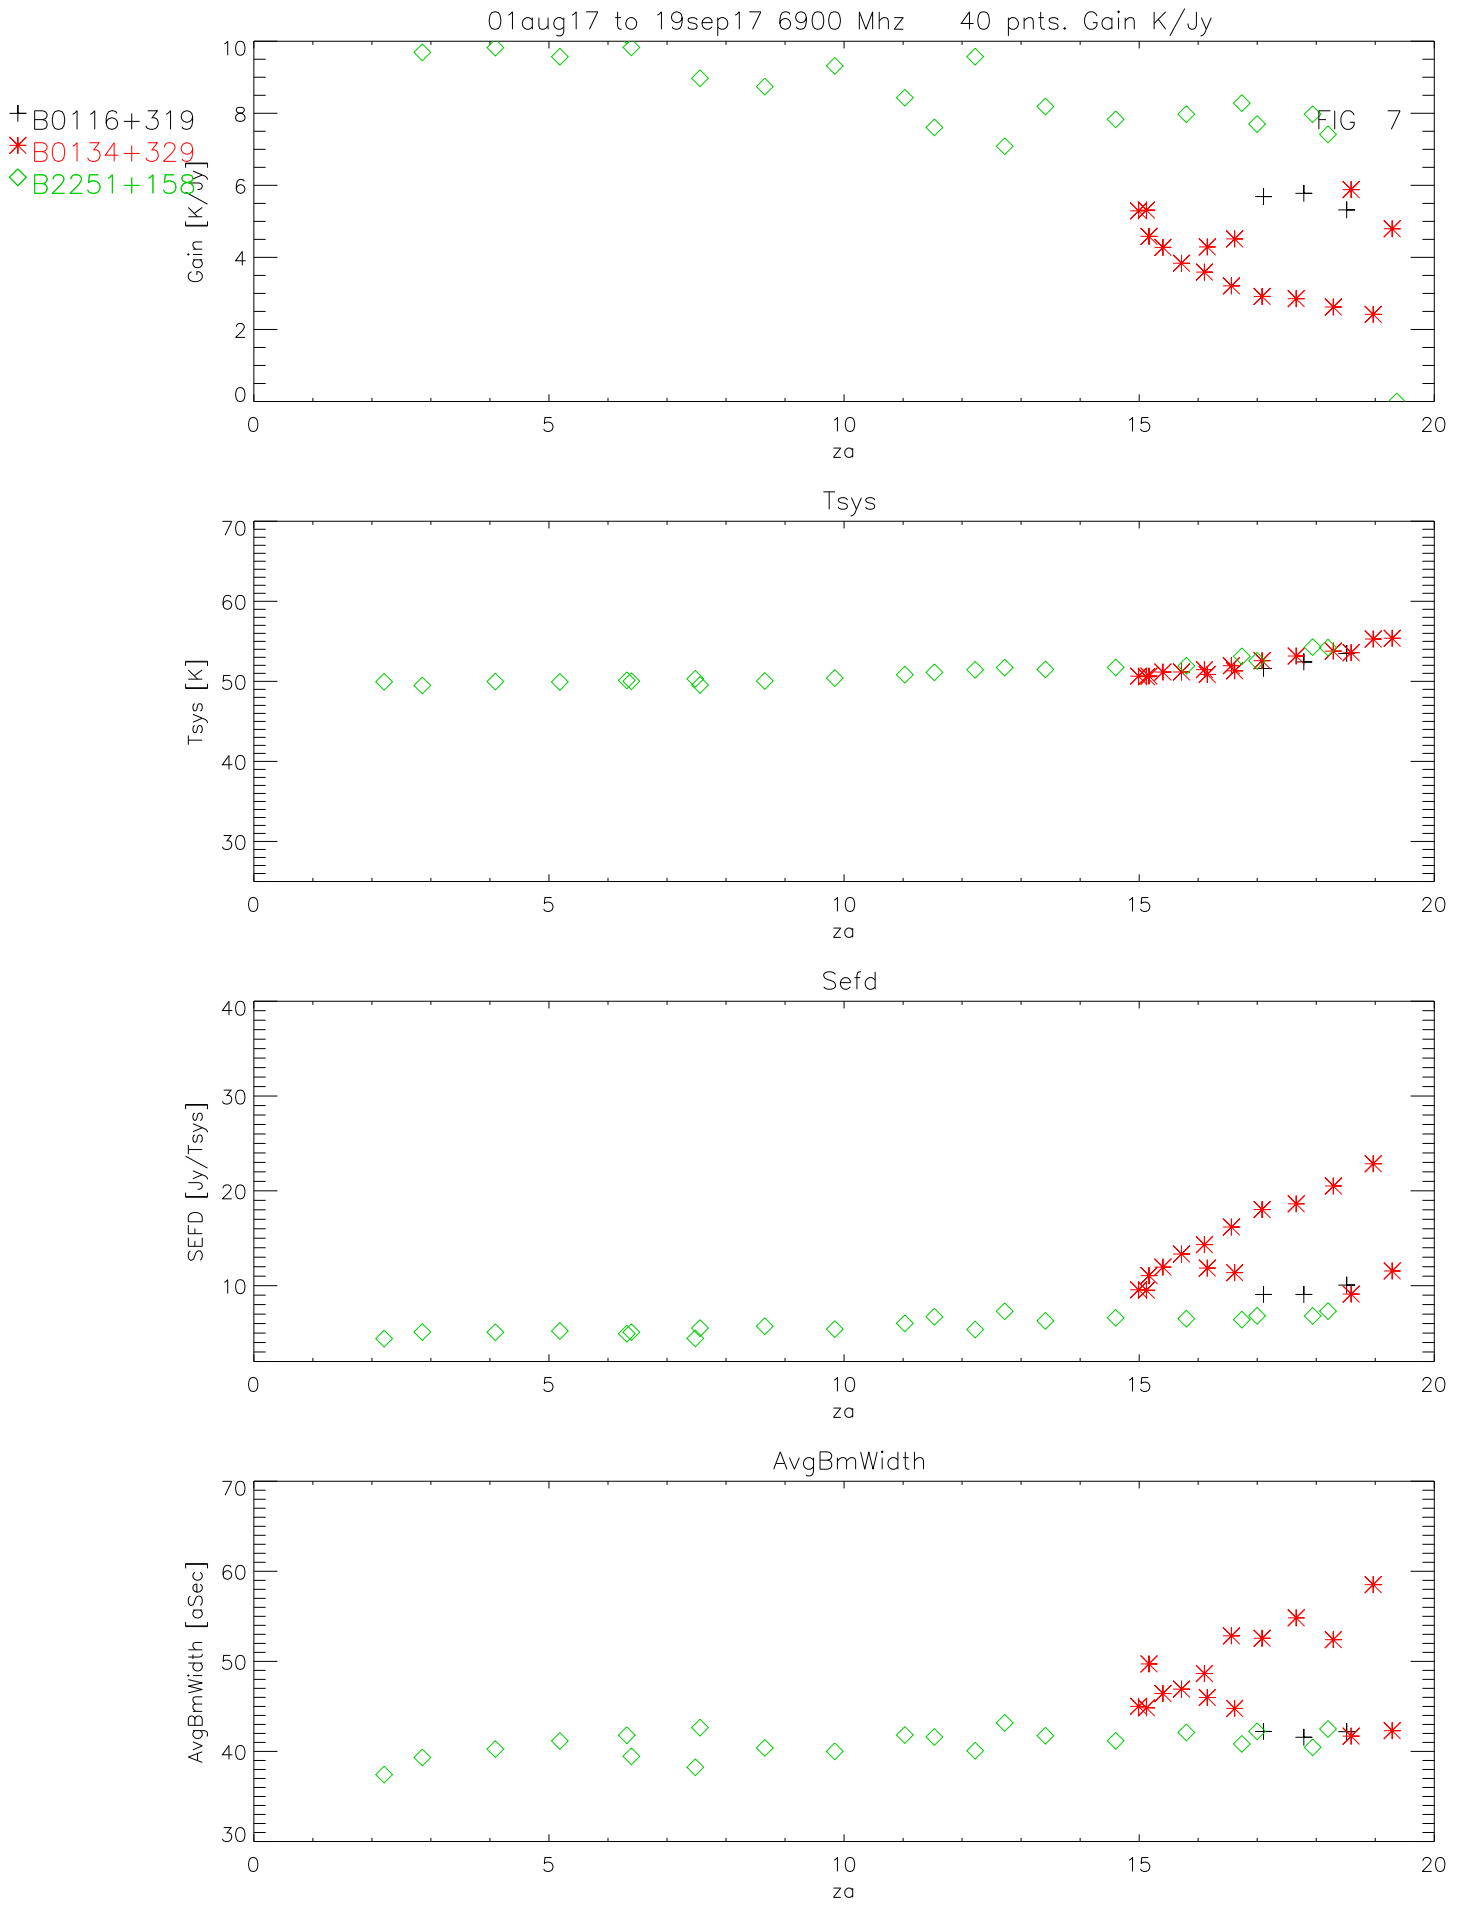 01aug17 to 19sep17 6900 Mhz 40 pnts. Gain K/Jy
B0116+319
B0134+329
B2251+158
FIG 7
Gain [K/Jy]
10
8
6
4
2
0
0 5 10 15 20
za
Tsys
Tsys [K]
70
60
50
40
30
0 5 10 15 20
za
Sefd
SEFD [Jy/Tsys]
40
30
20
10
0 5 10 15 20
za
AvgBmWidth
AvgBmWidth [aSec]
70
60
50
40
30
0 5 10 15 20
za